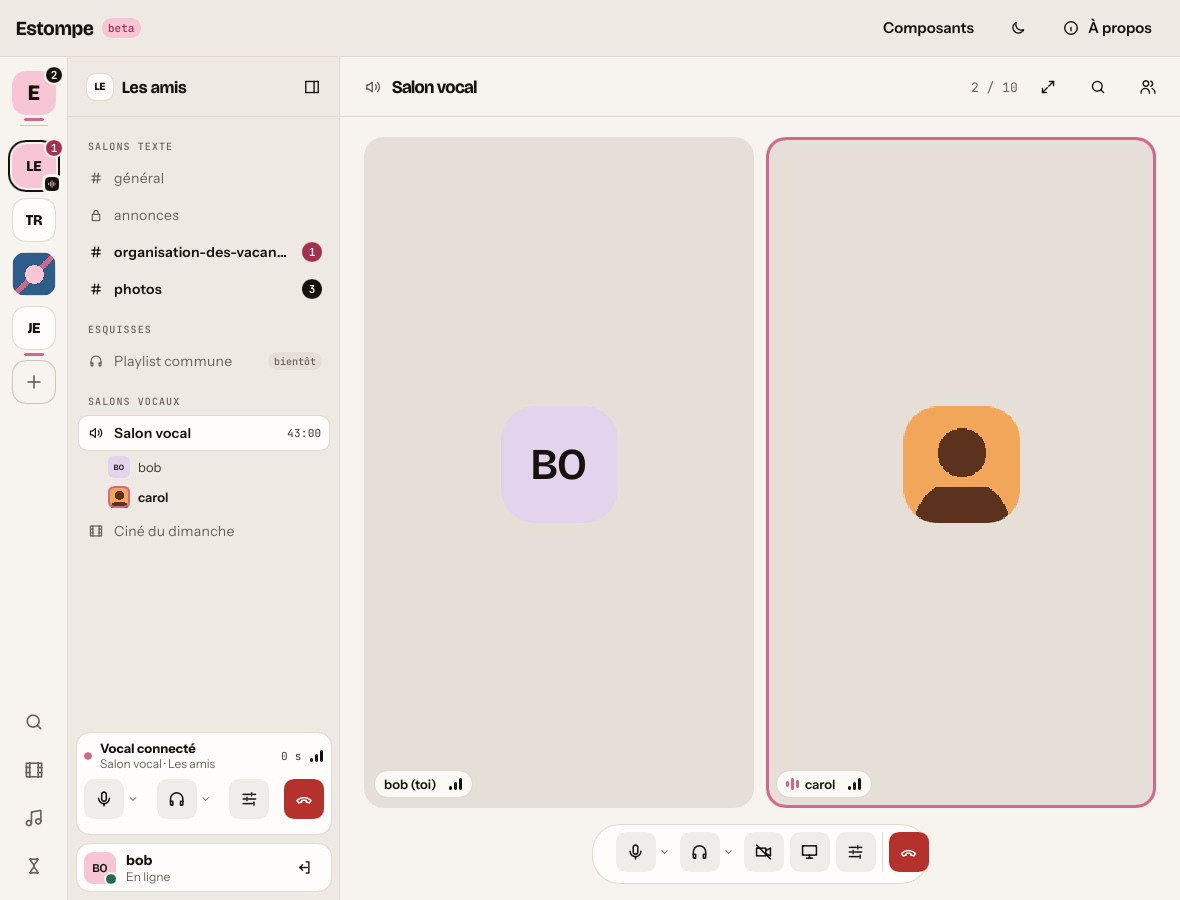 Estompe beta
Composants
À propos
E 2
LE 1
TR
JE
LE Les amis
SALONS TEXTE
# général
annonces
# organisation-des-vacan... 1
# photos 3
ESQUISSES
Playlist commune bientôt
SALONS VOCAUX
Salon vocal 43:00
BO bob
carol
Ciné du dimanche
Vocal connecté
Salon vocal · Les amis
0 s
BO bob
En ligne
Salon vocal
2 / 10
BO
bob (toi)
carol